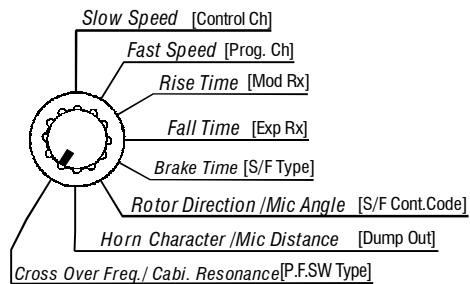 Slow Speed [Control Ch]
Fast Speed [Prog. Ch]
Rise Time [Mod Rx]
Fall Time [Exp Rx]
Brake Time [S/F Type]
Rotor Direction /Mic Angle [S/F Cont.Code]
Horn Character /Mic Distance [Dump Out]
Cross Over Freq./ Cabi. Resonance[P.F.SW Type]